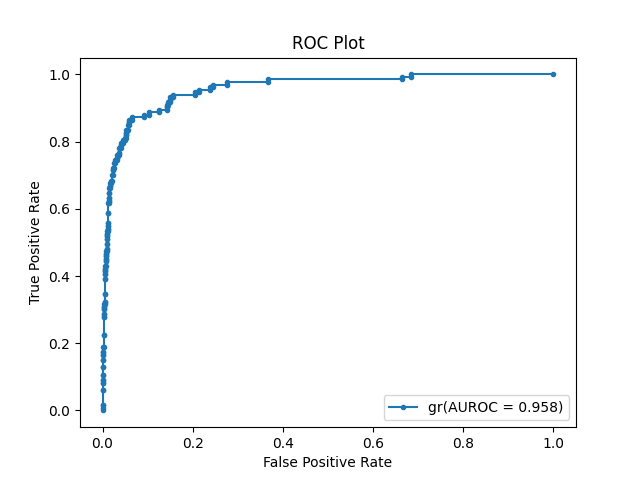 ROC Plot
True Positive Rate
1.0
0.8
0.6
0.4
0.2
0.0
gr(AUROC = 0.958)
0.0 0.2 0.4 0.6 0.8 1.0
False Positive Rate